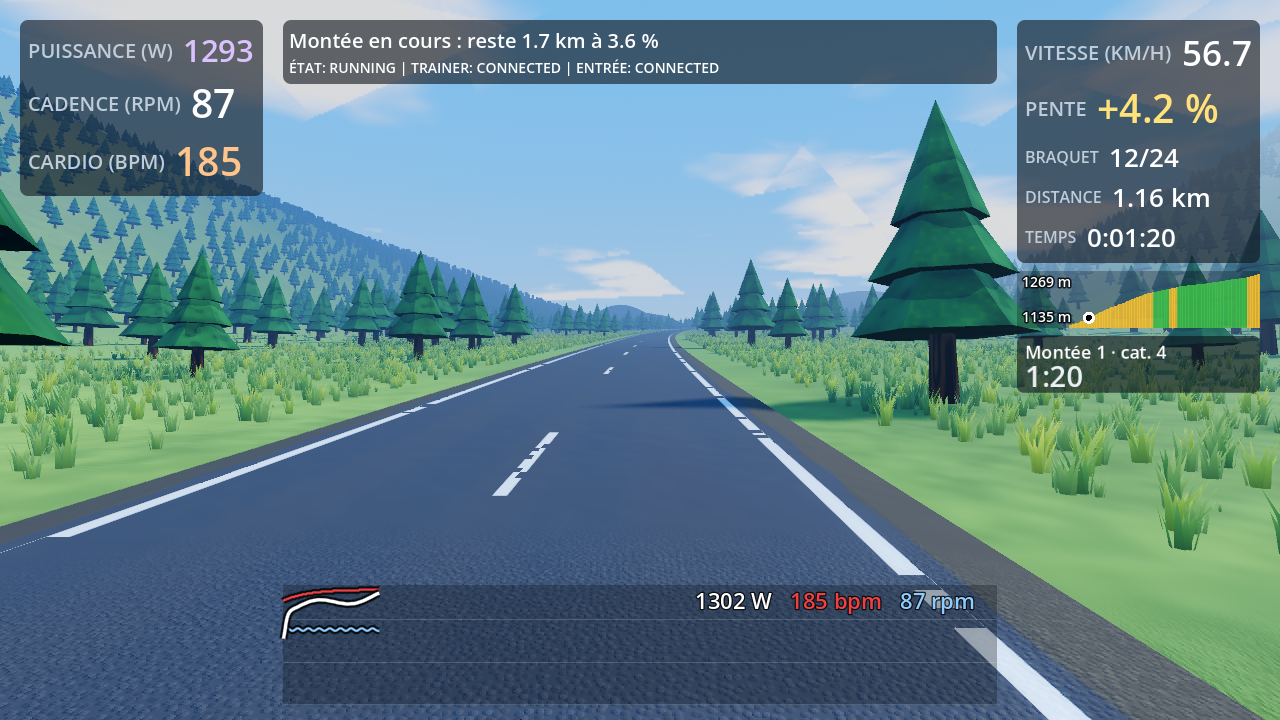 PUISSANCE (W) 1293
CADENCE (RPM) 87
CARDIO (BPM) 185
Montée en cours : reste 1.7 km à 3.6 %
ÉTAT: RUNNING | TRAINER: CONNECTED | ENTRÉE: CONNECTED
VITESSE (KM/H) 56.7
PENTE +4.2 %
BRAQUET 12/24
DISTANCE 1.16 km
TEMPS 0:01:20
1269 m
1135 m
Montée 1 · cat. 4
1:20
1302 W 185 bpm 87 rpm